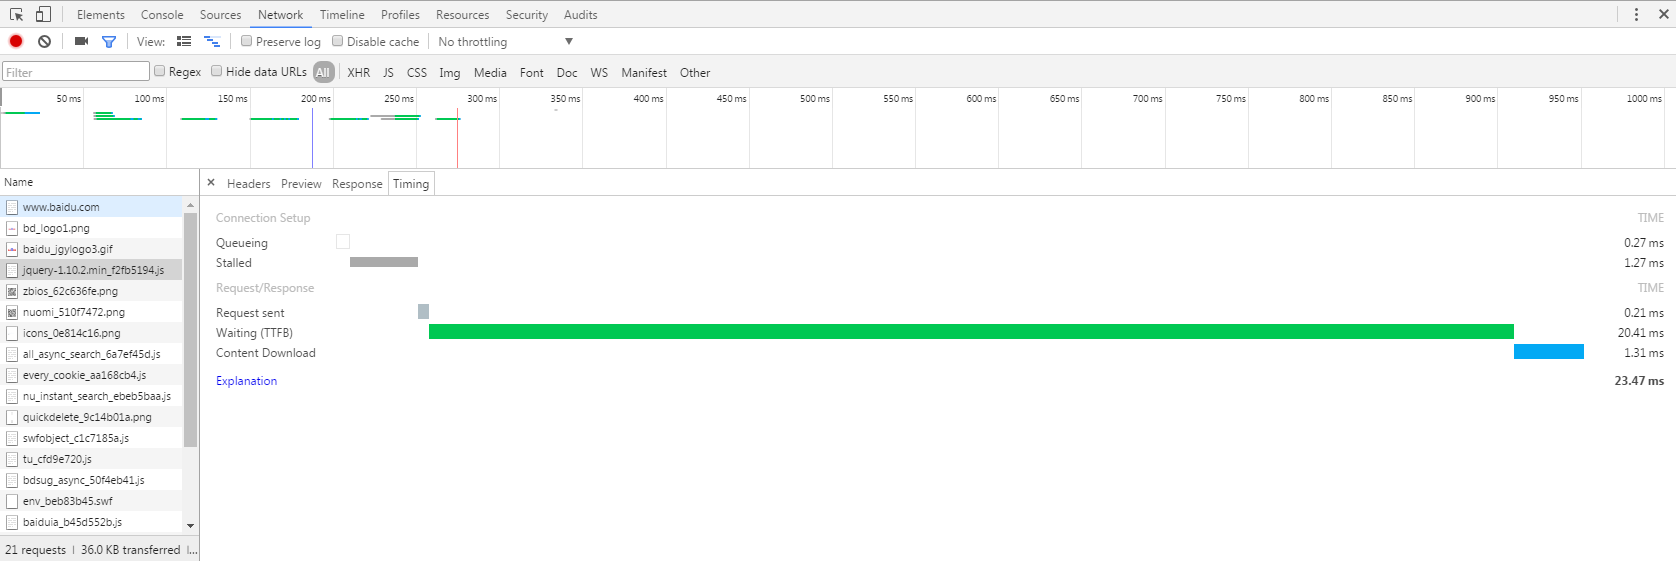 Elements Console Sources Network Timeline Profiles Resources Security Audits
View: Preserve log Disable cache No throttling
Filter Regex Hide data URLs All XHR JS CSS Img Media Font Doc WS Manifest Other
50 ms 100 ms 150 ms 200 ms 250 ms 300 ms 350 ms 400 ms 450 ms 500 ms 550 ms 600 ms 650 ms 700 ms 750 ms 800 ms 850 ms 900 ms 950 ms 1000 ms
Name
www.baidu.com
bd_logo1.png
baidu_jgylogo3.gif
jquery-1.10.2.min_f2fb5194.js
zbios_62c636fe.png
nuomi_510f7472.png
icons_0e814c16.png
all_async_search_6a7ef45d.js
every_cookie_aa168cb4.js
nu_instant_search_ebeb5baa.js
quickdelete_9c14b01a.png
swfobject_c1c7185a.js
tu_cfd9e720.js
bdsug_async_50f4eb41.js
env_beb83b45.swf
baiduia_b45d552b.js
21 requests | 36.0 KB transferred |...
× Headers Preview Response Timing
Connection Setup TIME
Queueing 0.27 ms
Stalled 1.27 ms
Request/Response TIME
Request sent 0.21 ms
Waiting (TTFB) 20.41 ms
Content Download 1.31 ms
Explanation 23.47 ms